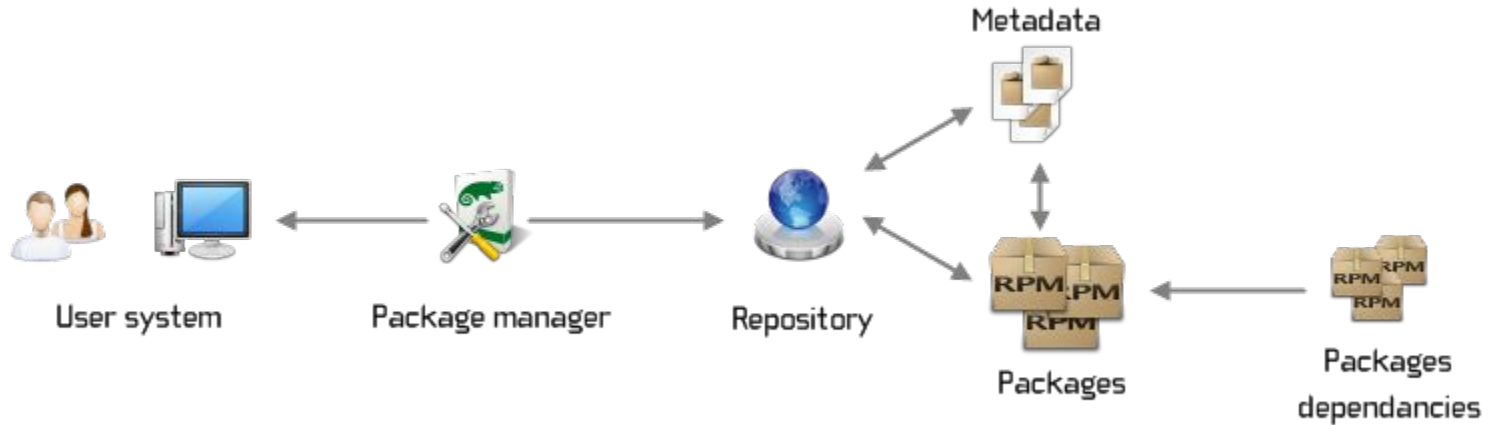 Metadata
User system
Package manager
Repository
RPM
RPM
RPM
Packages
RPM
RPM
RPM
Packages
dependancies